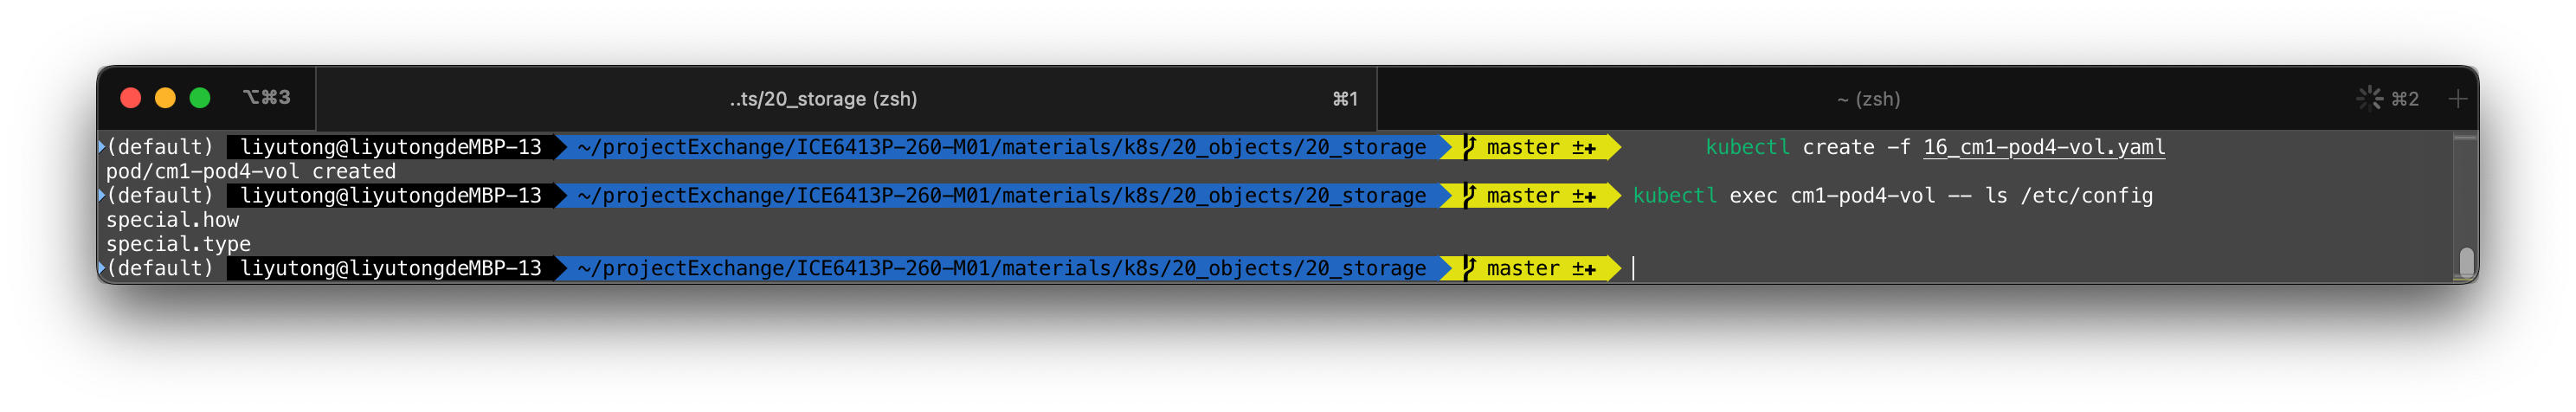 ⌥⌘3 ..ts/20_storage (zsh) ⌘1 ~ (zsh) ⌘2 +
(default) liyutong@liyutongdeMBP-13 ~/projectExchange/ICE6413P-260-M01/materials/k8s/20_objects/20_storage master ±✚ kubectl create -f 16_cm1-pod4-vol.yaml
pod/cm1-pod4-vol created
(default) liyutong@liyutongdeMBP-13 ~/projectExchange/ICE6413P-260-M01/materials/k8s/20_objects/20_storage master ±✚ kubectl exec cm1-pod4-vol -- ls /etc/config
special.how
special.type
(default) liyutong@liyutongdeMBP-13 ~/projectExchange/ICE6413P-260-M01/materials/k8s/20_objects/20_storage master ±✚